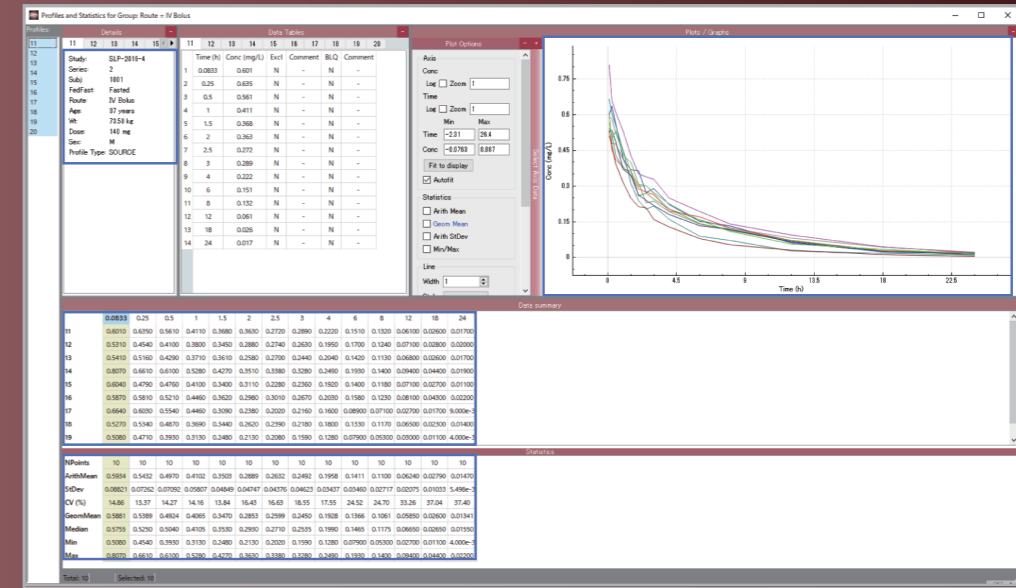 Profiles and Statistics for Group: Route = IV Bolus
Profiles:
11
12
13
14
15
16
17
18
19
20
Details
11 12 13 14 15
Study: SLP-2016-4
Series: 2
Subj: 1001
FedFast: Fasted
Route: IV Bolus
Age: 37 years
Wt: 73.50 kg
Dose: 140 mg
Sex: M
Profile Type: SOURCE
Data Tables
11 12 13 14 15 16 17 18 19 20
Time (h) Conc (mg/L) Excl Comment BLQ Comment
1 0.0833 0.601 N - N -
2 0.25 0.635 N - N -
3 0.5 0.561 N - N -
4 1 0.411 N - N -
5 1.5 0.368 N - N -
6 2 0.363 N - N -
7 2.5 0.272 N - N -
8 3 0.289 N - N -
9 4 0.222 N - N -
10 6 0.151 N - N -
11 8 0.132 N - N -
12 12 0.061 N - N -
13 18 0.026 N - N -
14 24 0.017 N - N -
Plot Options
Axis
Conc
Log Zoom 1
Time
Log Zoom 1
Min Max
Time -2.31 26.4
Conc -0.0763 0.887
Fit to display
Autofit
Statistics
Arith Mean
Geom Mean
Arith StDev
Min/Max
Line
Width 1
Plots / Graphs
Conc (mg/L)
0.75
0.6
0.45
0.3
0.15
0
0 4.5 9 13.5 18 22.5
Time (h)
Data summary
0.0833 0.25 0.5 1 1.5 2 2.5 3 4 6 8 12 18 24
11 0.6010 0.6350 0.5610 0.4110 0.3680 0.3630 0.2720 0.2890 0.2220 0.1510 0.1320 0.06100 0.02600 0.01700
12 0.5310 0.4540 0.4100 0.3800 0.3450 0.2880 0.2740 0.2630 0.1950 0.1700 0.1240 0.07100 0.02800 0.02000
13 0.5410 0.5160 0.4290 0.3710 0.3610 0.2580 0.2700 0.2440 0.2040 0.1420 0.1130 0.06800 0.02600 0.01700
14 0.8070 0.6610 0.6100 0.5280 0.4270 0.3510 0.3380 0.3280 0.2490 0.1930 0.1400 0.09400 0.04400 0.01900
15 0.6040 0.4790 0.4760 0.4100 0.3400 0.3110 0.2280 0.2360 0.1920 0.1400 0.1180 0.07100 0.02700 0.01100
16 0.5870 0.5810 0.5210 0.4460 0.3620 0.2980 0.3010 0.2670 0.2030 0.1580 0.1230 0.08100 0.04300 0.02200
17 0.6640 0.6030 0.5540 0.4460 0.3090 0.2380 0.2020 0.2160 0.1600 0.08900 0.07100 0.02700 0.01700 9.000e-3
18 0.5270 0.5340 0.4870 0.3690 0.3440 0.2620 0.2390 0.2180 0.1800 0.1330 0.1170 0.06500 0.02300 0.01400
19 0.5080 0.4710 0.3930 0.3130 0.2480 0.2130 0.2080 0.1590 0.1280 0.07900 0.05300 0.03000 0.01100 4.000e-3
Statistics
NPoints 10 10 10 10 10 10 10 10 10 10 10 10 10 10
ArithMean 0.5934 0.5432 0.4970 0.4102 0.3503 0.2889 0.2632 0.2492 0.1958 0.1411 0.1100 0.06240 0.02790 0.01470
StDev 0.08821 0.07262 0.07092 0.05807 0.04849 0.04747 0.04376 0.04623 0.03437 0.03460 0.02717 0.02075 0.01033 5.498e-3
CV (%) 14.86 13.37 14.27 14.16 13.84 16.43 16.63 18.55 17.55 24.52 24.70 33.26 37.04 37.40
GeomMean 0.5881 0.5389 0.4924 0.4065 0.3470 0.2853 0.2599 0.2450 0.1928 0.1366 0.1061 0.05850 0.02600 0.01341
Median 0.5755 0.5250 0.5040 0.4105 0.3530 0.2930 0.2710 0.2535 0.1990 0.1465 0.1175 0.06650 0.02650 0.01550
Min 0.5080 0.4540 0.3930 0.3130 0.2480 0.2130 0.2020 0.1590 0.1280 0.07900 0.05300 0.02700 0.01100 4.000e-3
Max 0.8070 0.6610 0.6100 0.5280 0.4270 0.3630 0.3380 0.3280 0.2490 0.1930 0.1400 0.09400 0.04400 0.02200
Total: 10 Selected: 10